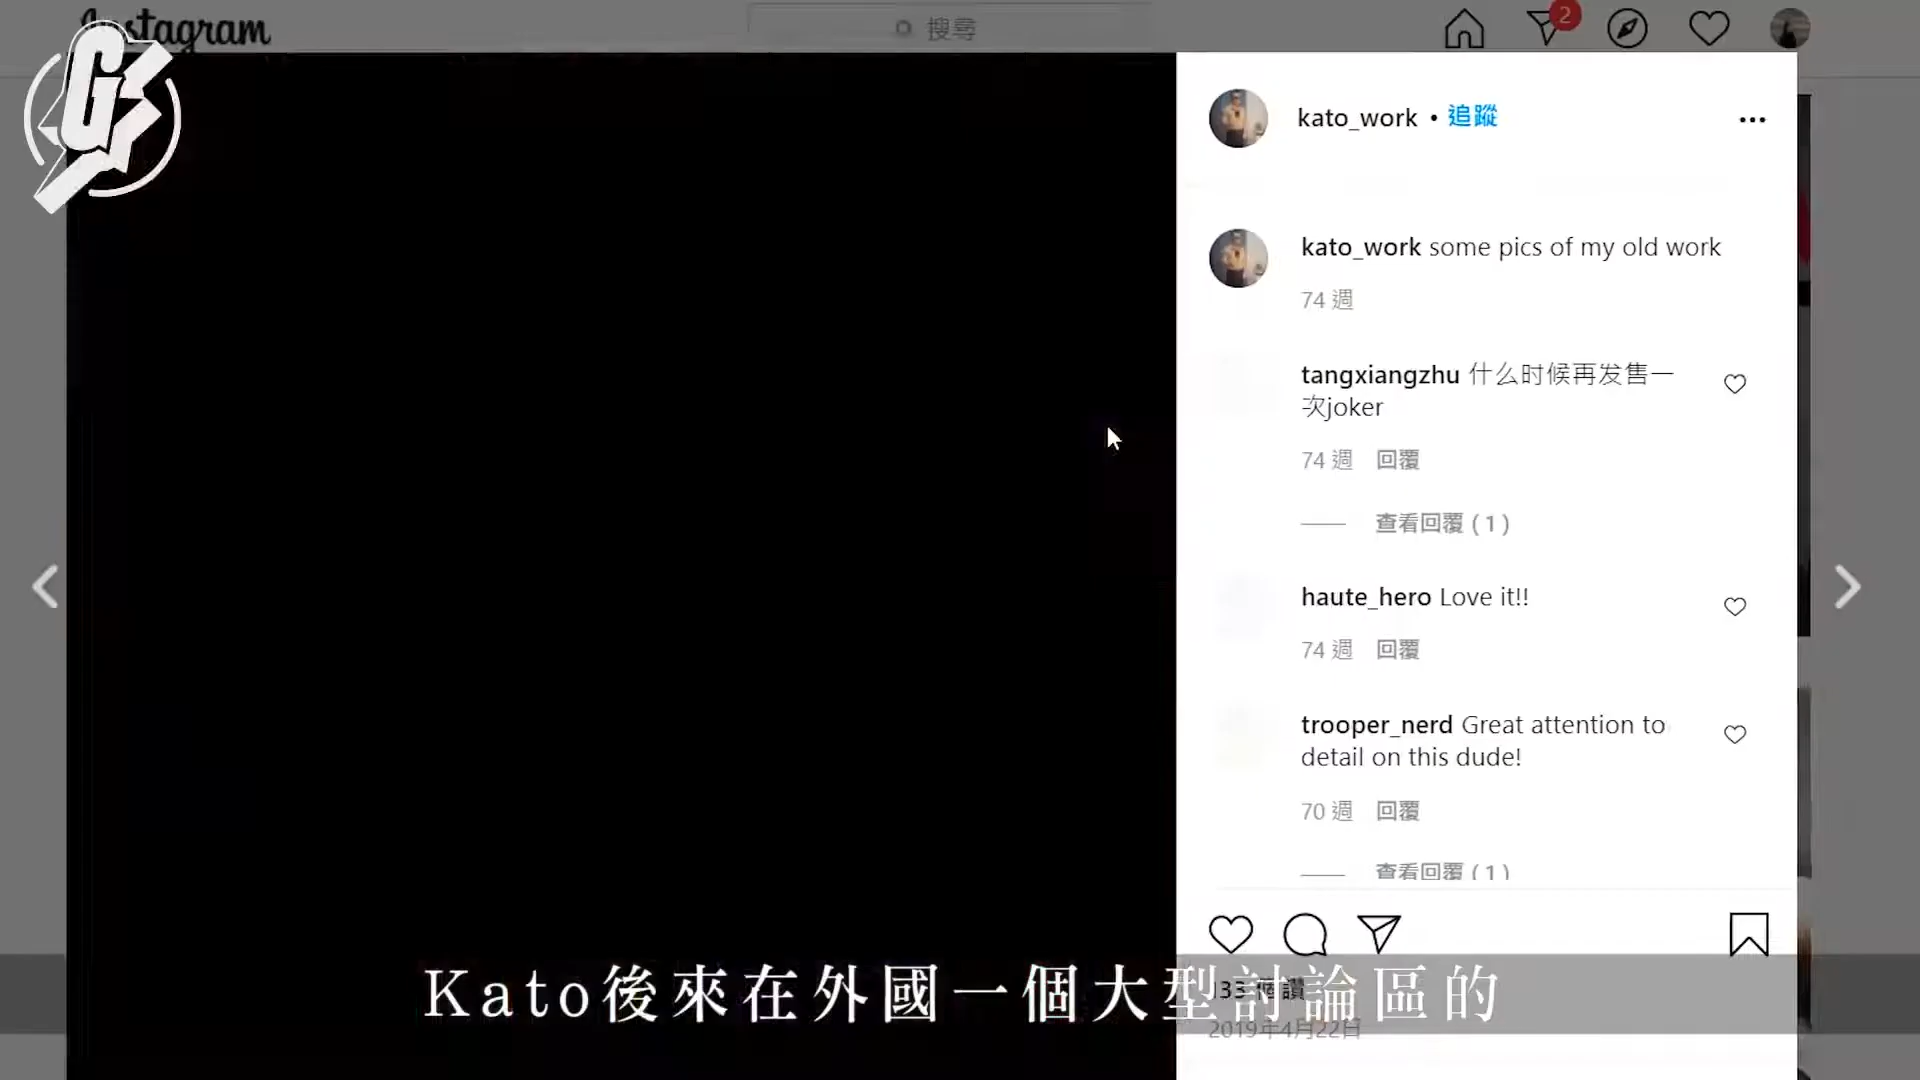 Instagram
搜尋
2
G
kato_work • 追蹤
kato_work some pics of my old work
74 週
tangxiangzhu 什么时候再发售一
次joker
74 週 回覆
查看回覆 (1)
haute_hero Love it!!
74 週 回覆
trooper_nerd Great attention to
detail on this dude!
70 週 回覆
查看回覆 (1)
133 個讚
2019年4月22日
Kato後來在外國一個大型討論區的